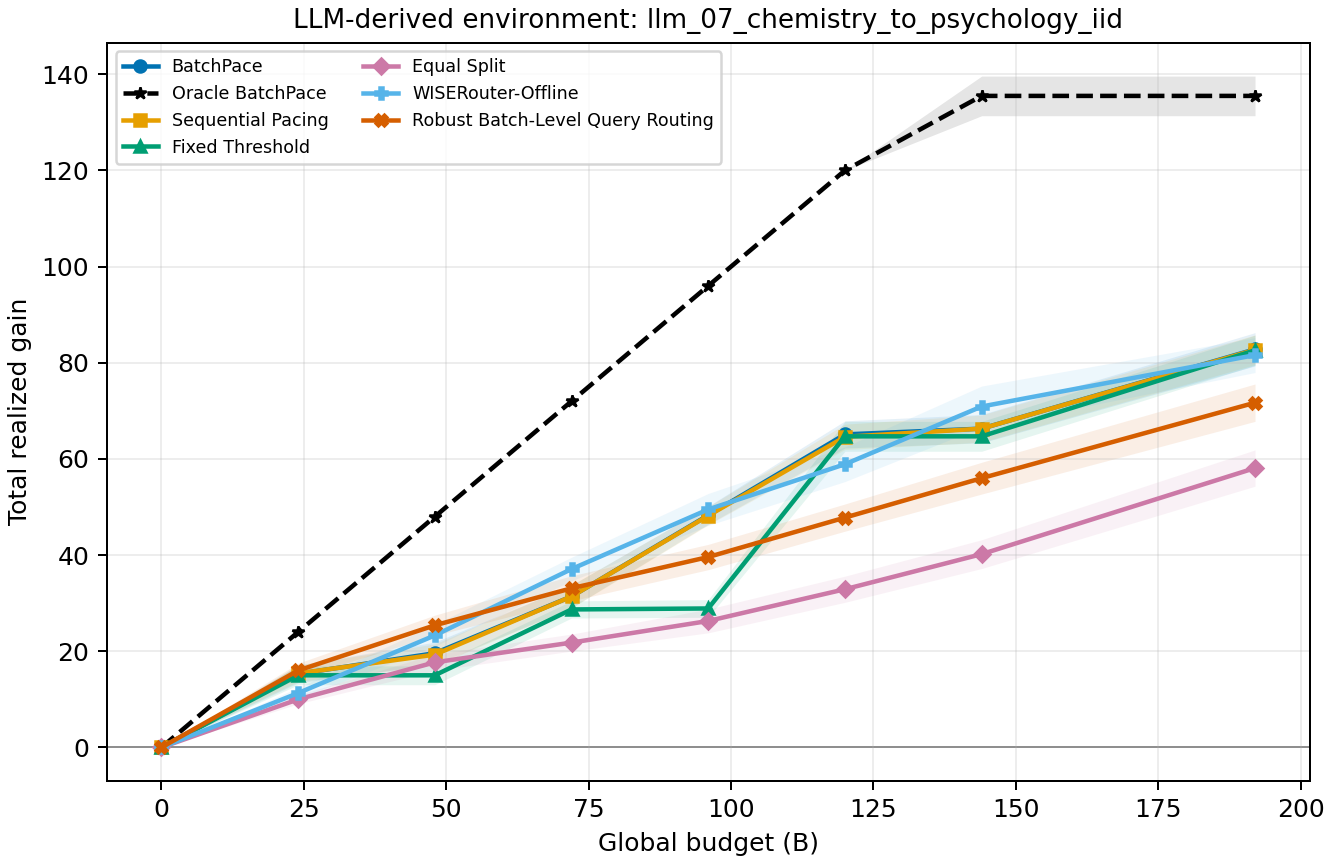 LLM-derived environment: llm_07_chemistry_to_psychology_iid
BatchPace
Oracle BatchPace
Sequential Pacing
Fixed Threshold
Equal Split
WISERouter-Offline
Robust Batch-Level Query Routing
Total realized gain
140
120
100
80
60
40
20
0
0 25 50 75 100 125 150 175 200
Global budget (B)